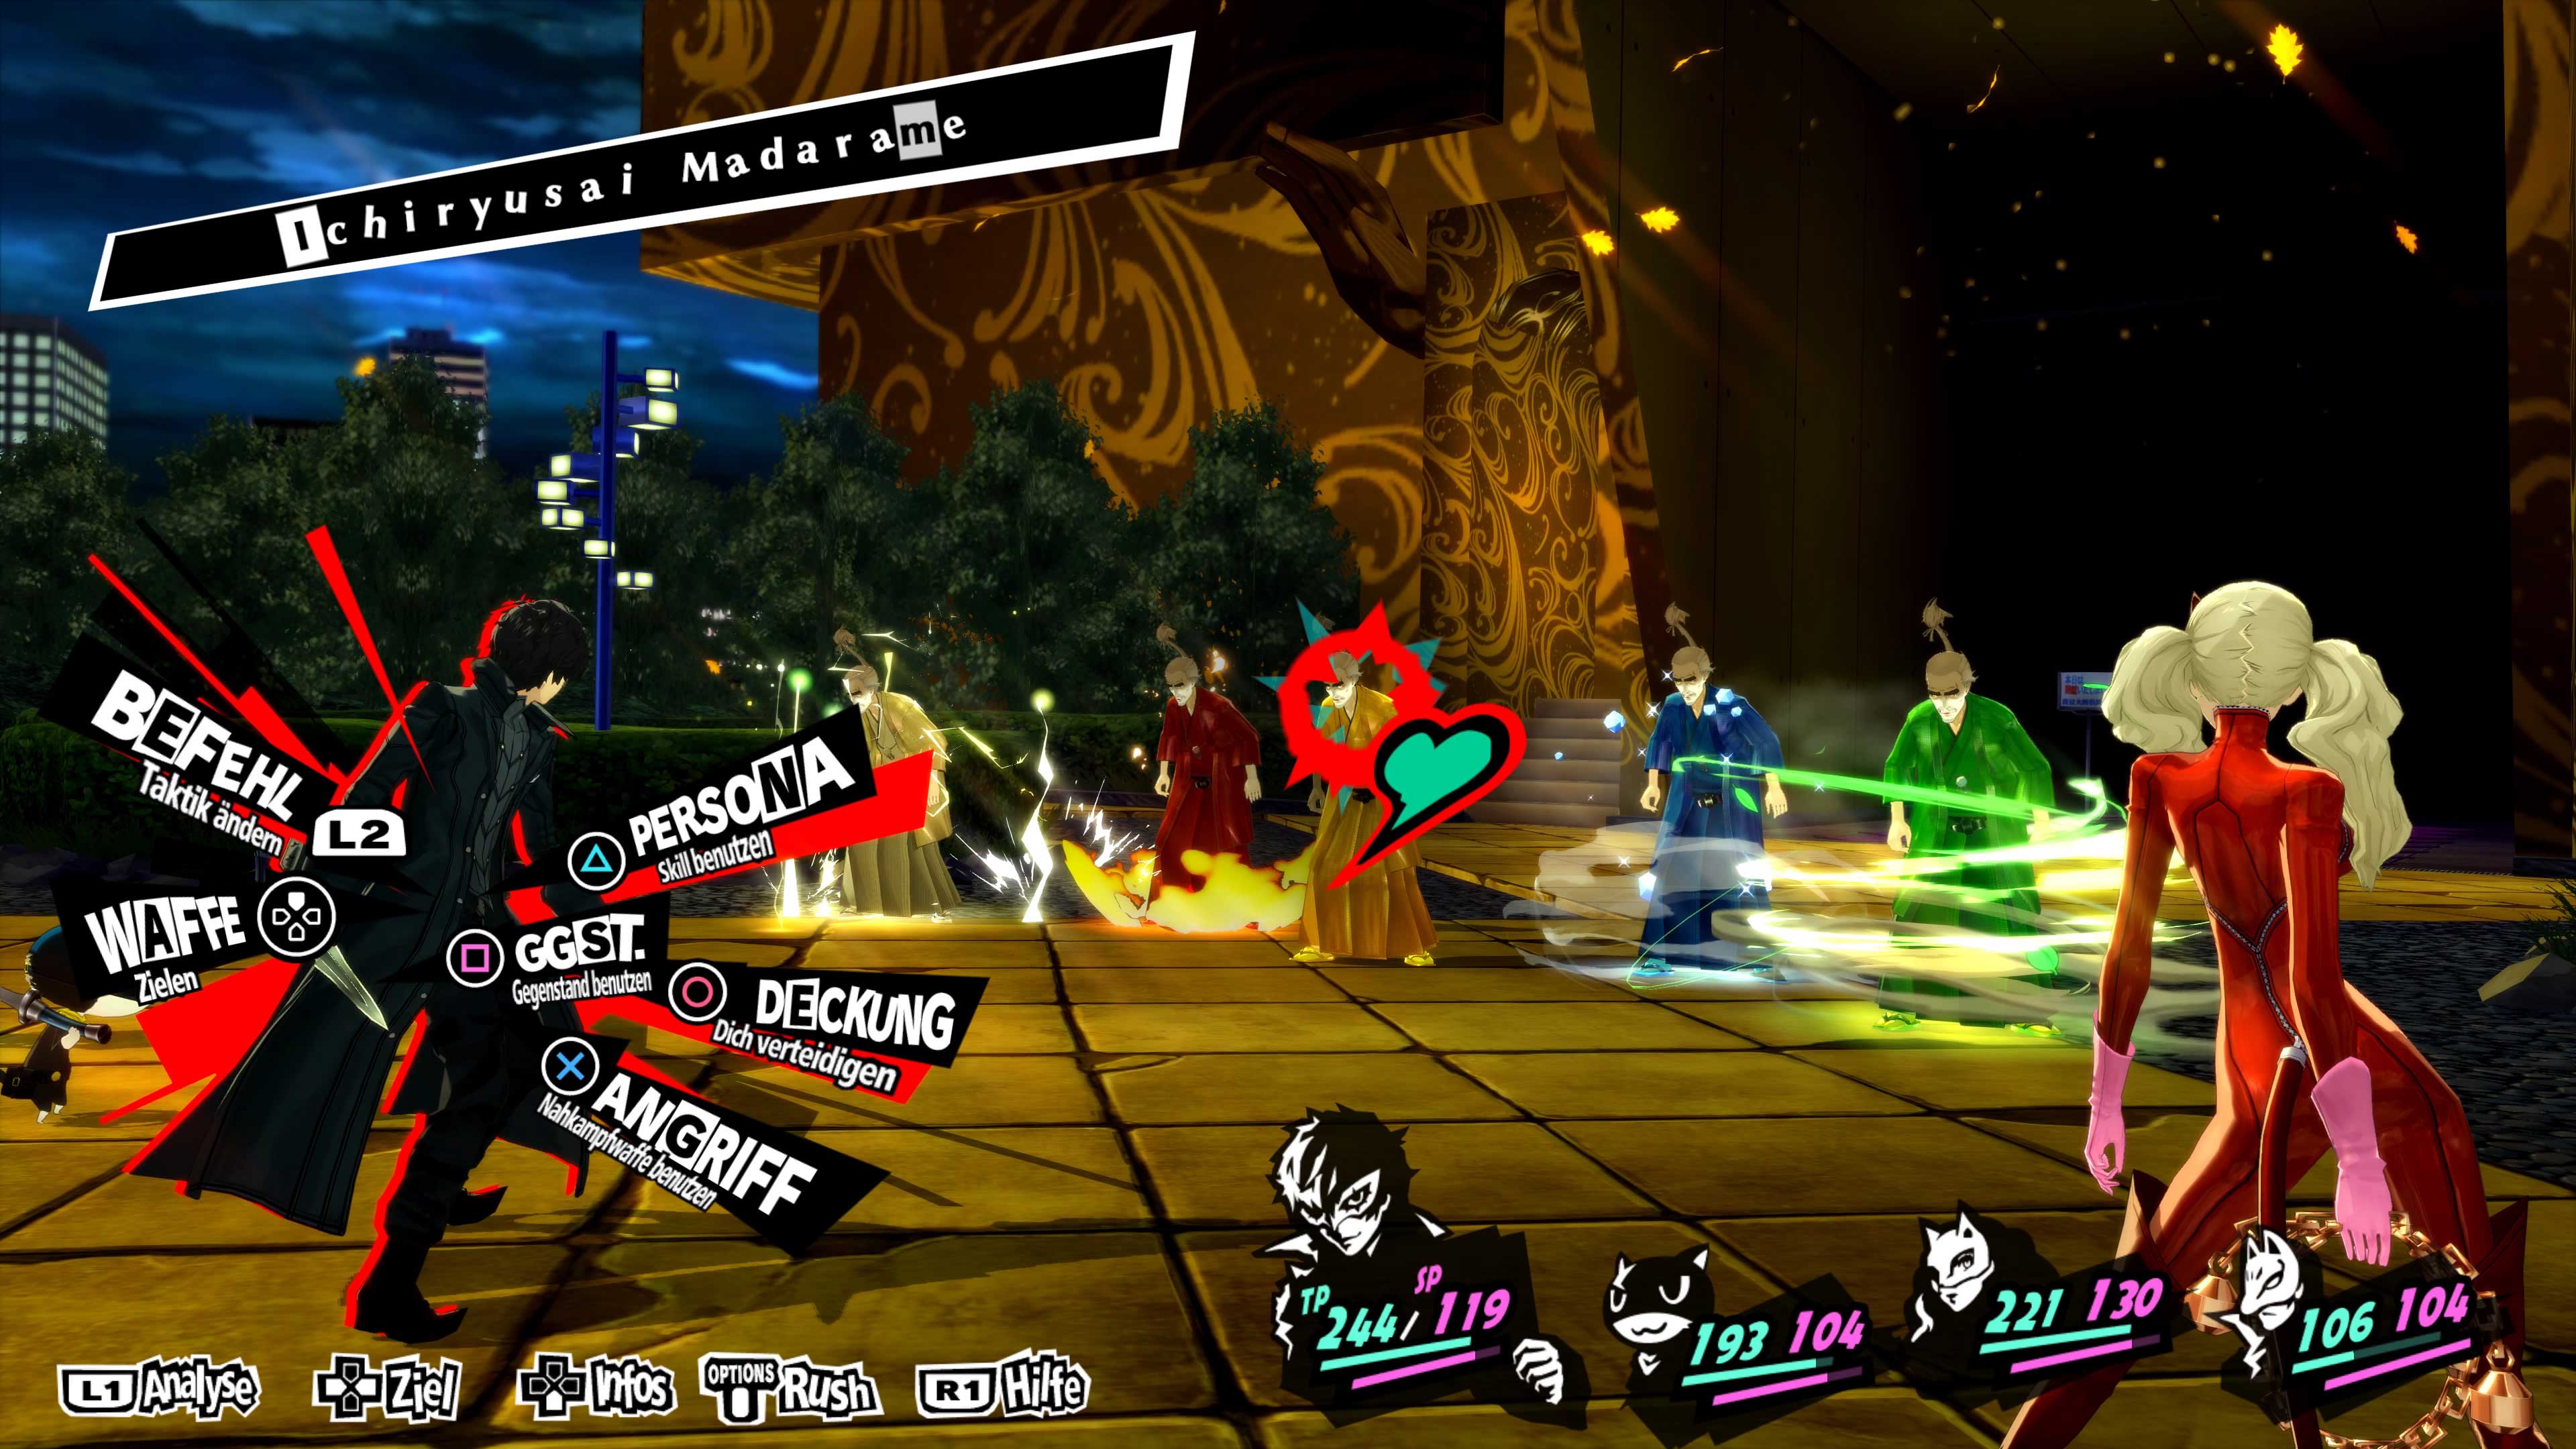 Ichiryusai Madarame
BEFEHL
Taktik ändern
L2
PERSONA
Skill benutzen
WAFFE
Zielen
GGST.
Gegenstand benutzen
DECKUNG
Dich verteidigen
ANGRIFF
Nahkampfwaffe benutzen
TP 244/ SP 119
193 104
221 130
106 104
L1 Analyse
Ziel
Infos
OPTIONS Rush
R1 Hilfe